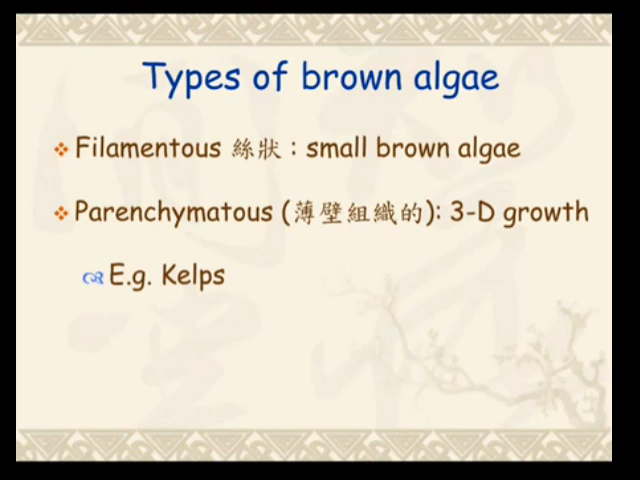 Types of brown algae
Filamentous 絲狀 : small brown algae
Parenchymatous (薄壁組織的): 3-D growth
E.g. Kelps